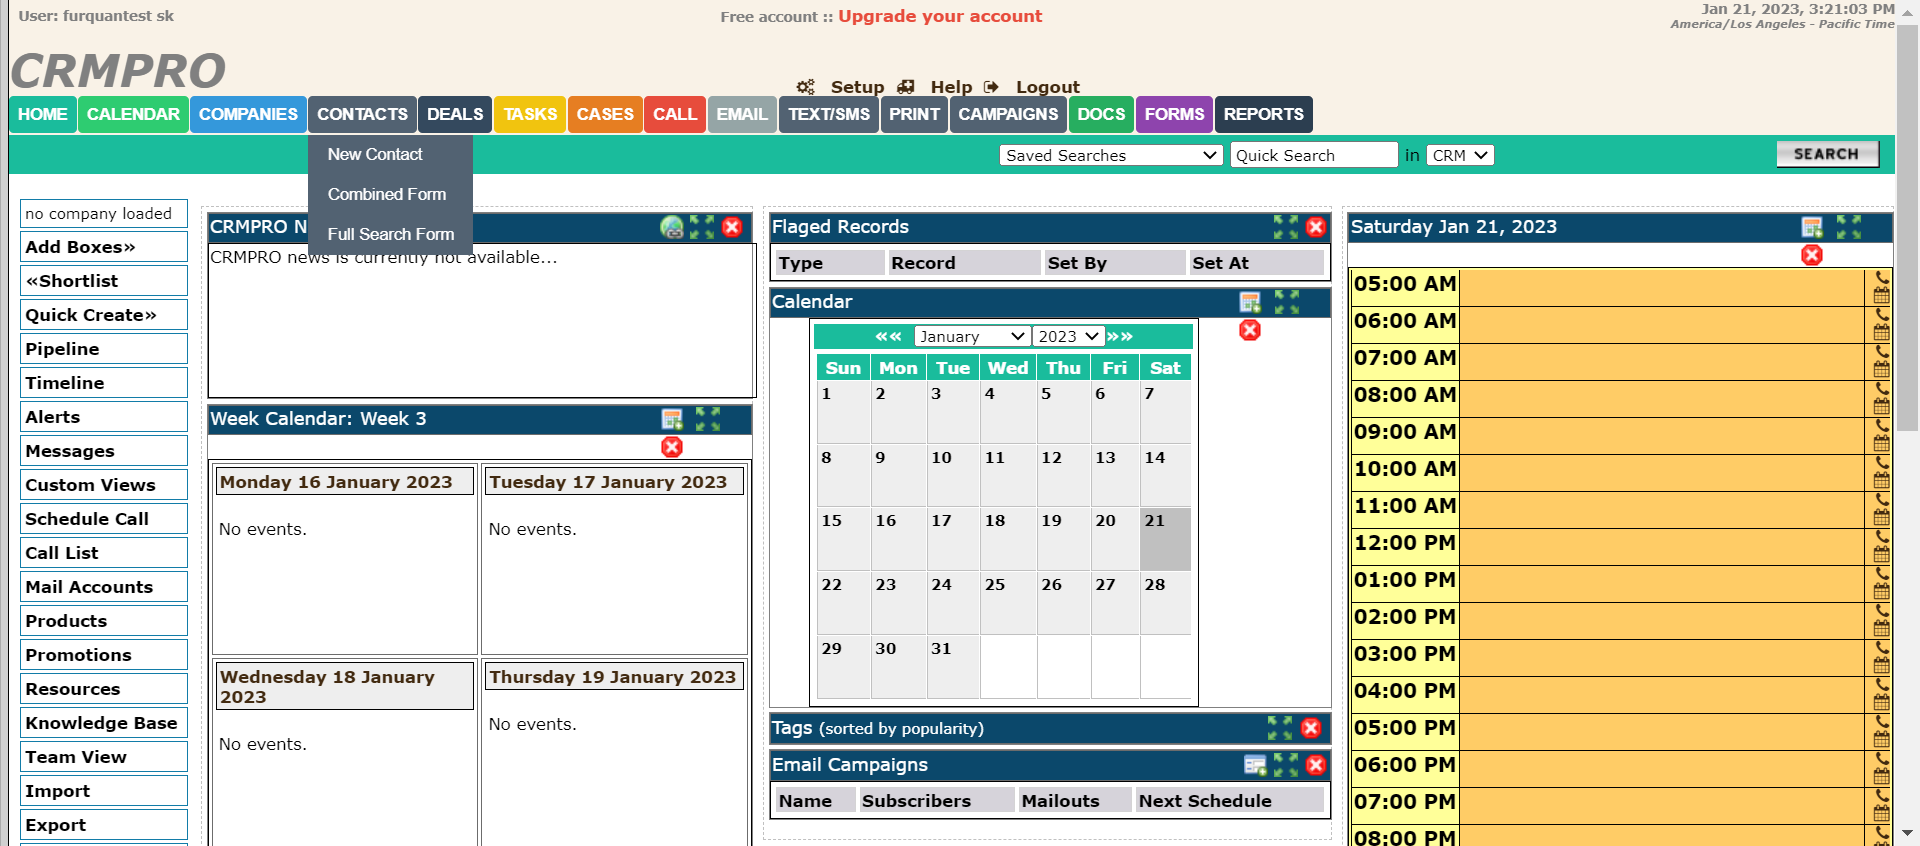 User: furquantest sk
Free account :: Upgrade your account
Jan 21, 2023, 3:21:03 PM
America/Los Angeles - Pacific Time
CRMPRO
Setup Help Logout
HOME CALENDAR COMPANIES CONTACTS DEALS TASKS CASES CALL EMAIL TEXT/SMS PRINT CAMPAIGNS DOCS FORMS REPORTS
New Contact
Combined Form
Full Search Form
Saved Searches Quick Search in CRM SEARCH
no company loaded
Add Boxes»
«Shortlist
Quick Create»
Pipeline
Timeline
Alerts
Messages
Custom Views
Schedule Call
Call List
Mail Accounts
Products
Promotions
Resources
Knowledge Base
Team View
Import
Export
CRMPRO N
CRMPRO news is currently not available...
Week Calendar: Week 3
Monday 16 January 2023
No events.
Tuesday 17 January 2023
No events.
Wednesday 18 January
2023
No events.
Thursday 19 January 2023
No events.
Flaged Records
Type Record Set By Set At
Calendar
«« January 2023 »»
Sun Mon Tue Wed Thu Fri Sat
1 2 3 4 5 6 7
8 9 10 11 12 13 14
15 16 17 18 19 20 21
22 23 24 25 26 27 28
29 30 31
Tags (sorted by popularity)
Email Campaigns
Name Subscribers Mailouts Next Schedule
Saturday Jan 21, 2023
05:00 AM
06:00 AM
07:00 AM
08:00 AM
09:00 AM
10:00 AM
11:00 AM
12:00 PM
01:00 PM
02:00 PM
03:00 PM
04:00 PM
05:00 PM
06:00 PM
07:00 PM
08:00 PM